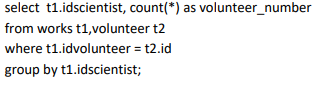 select  t1.idscientist, count(*) as volunteer_number
from works t1,volunteer t2
where t1.idvolunteer = t2.id
group by t1.idscientist;